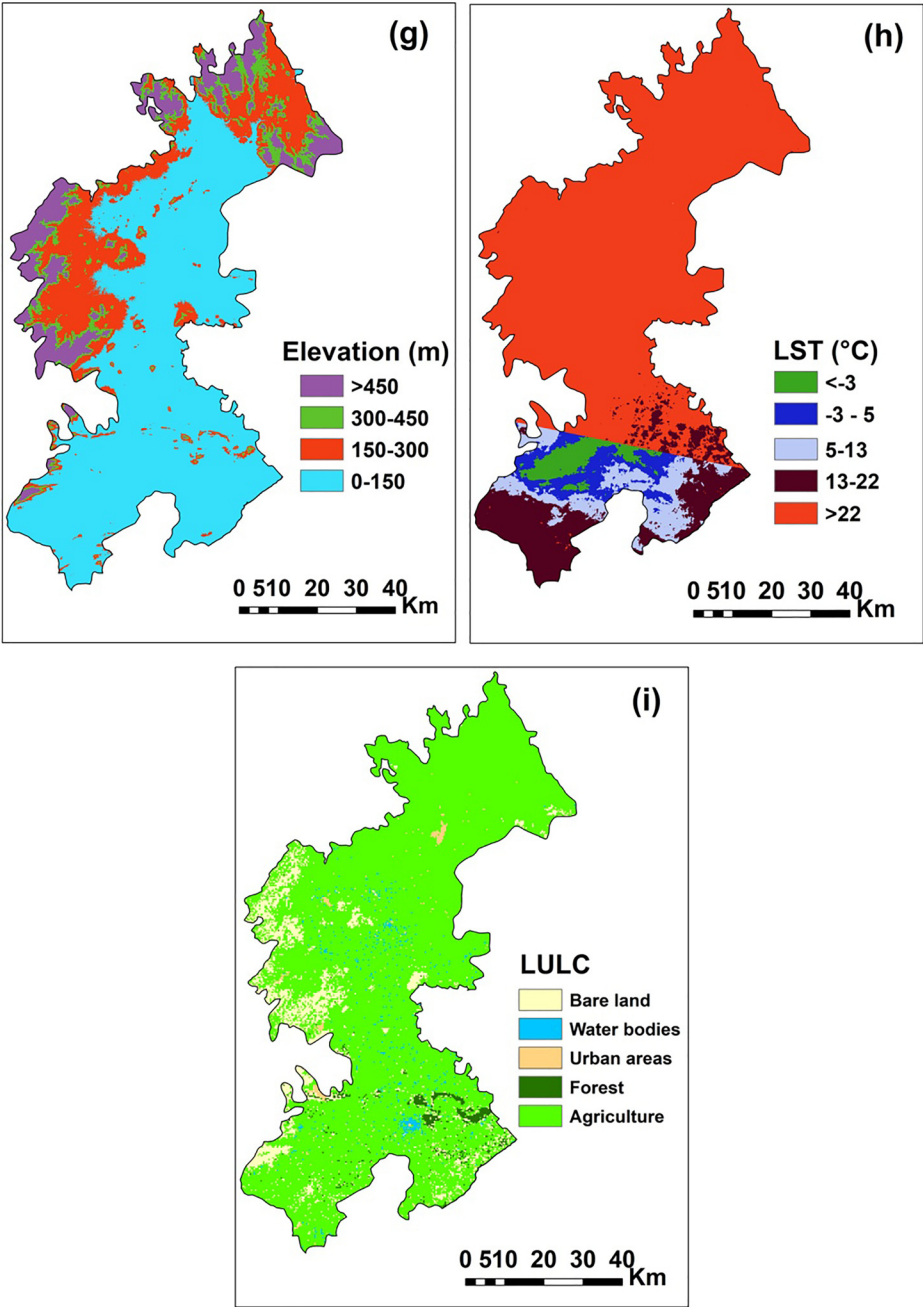 (g)
Elevation (m)
>450
300-450
150-300
0-150
0 510 20 30 40
Km
(h)
LST (°C)
<-3
-3 - 5
5-13
13-22
>22
0 510 20 30 40
Km
(i)
LULC
Bare land
Water bodies
Urban areas
Forest
Agriculture
0 510 20 30 40
Km